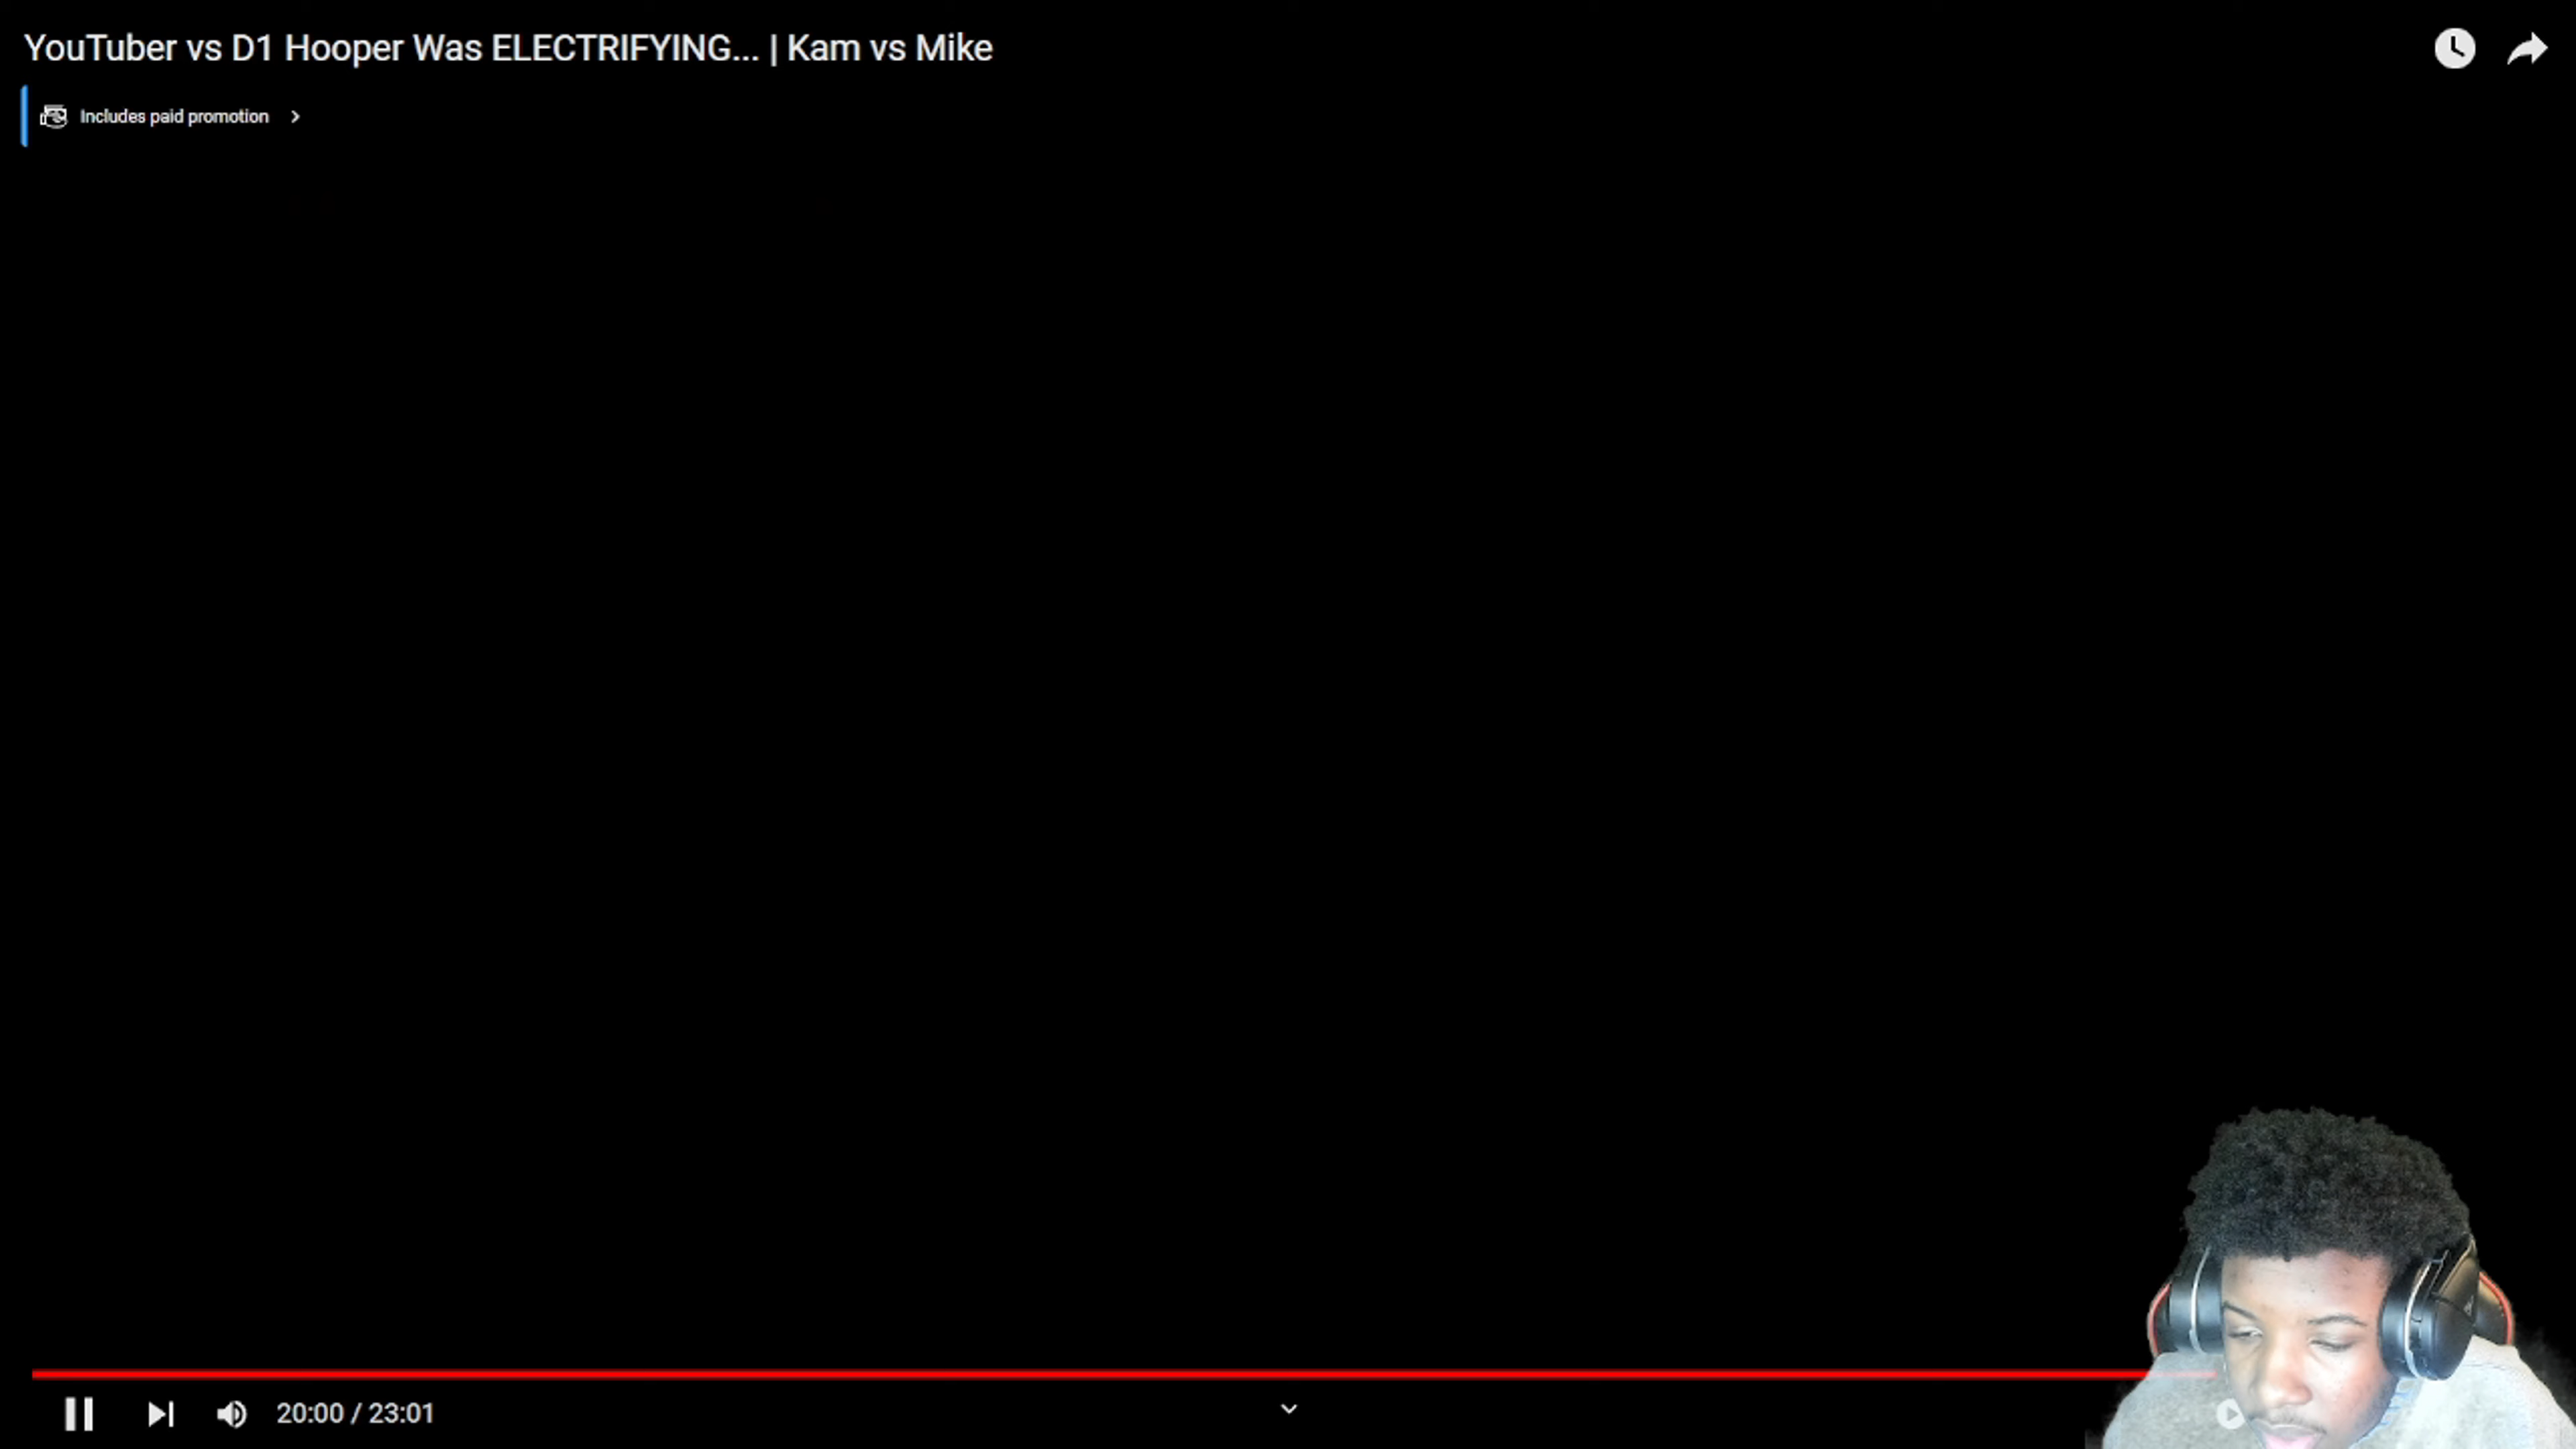 YouTuber vs D1 Hooper Was ELECTRIFYING... | Kam vs Mike
Includes paid promotion
20:00 / 23:01